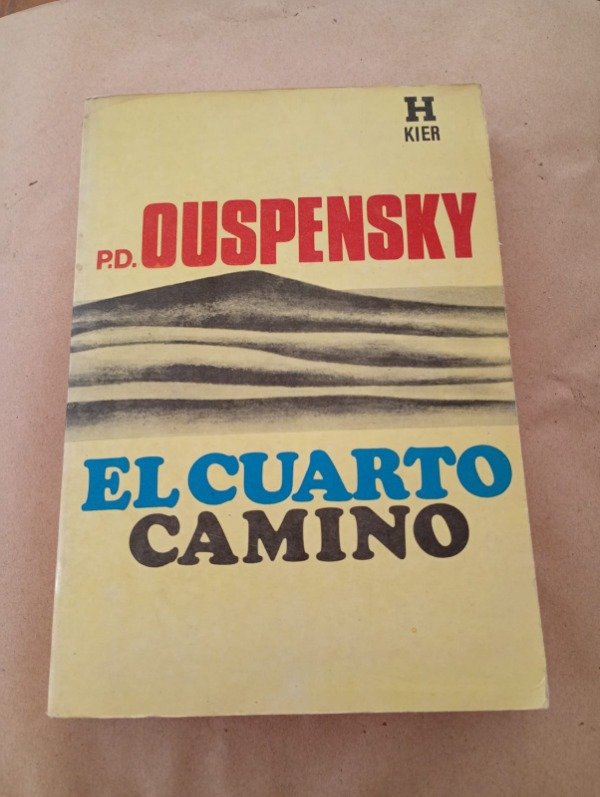 H
KIER
P.D. OUSPENSKY
EL CUARTO
CAMINO